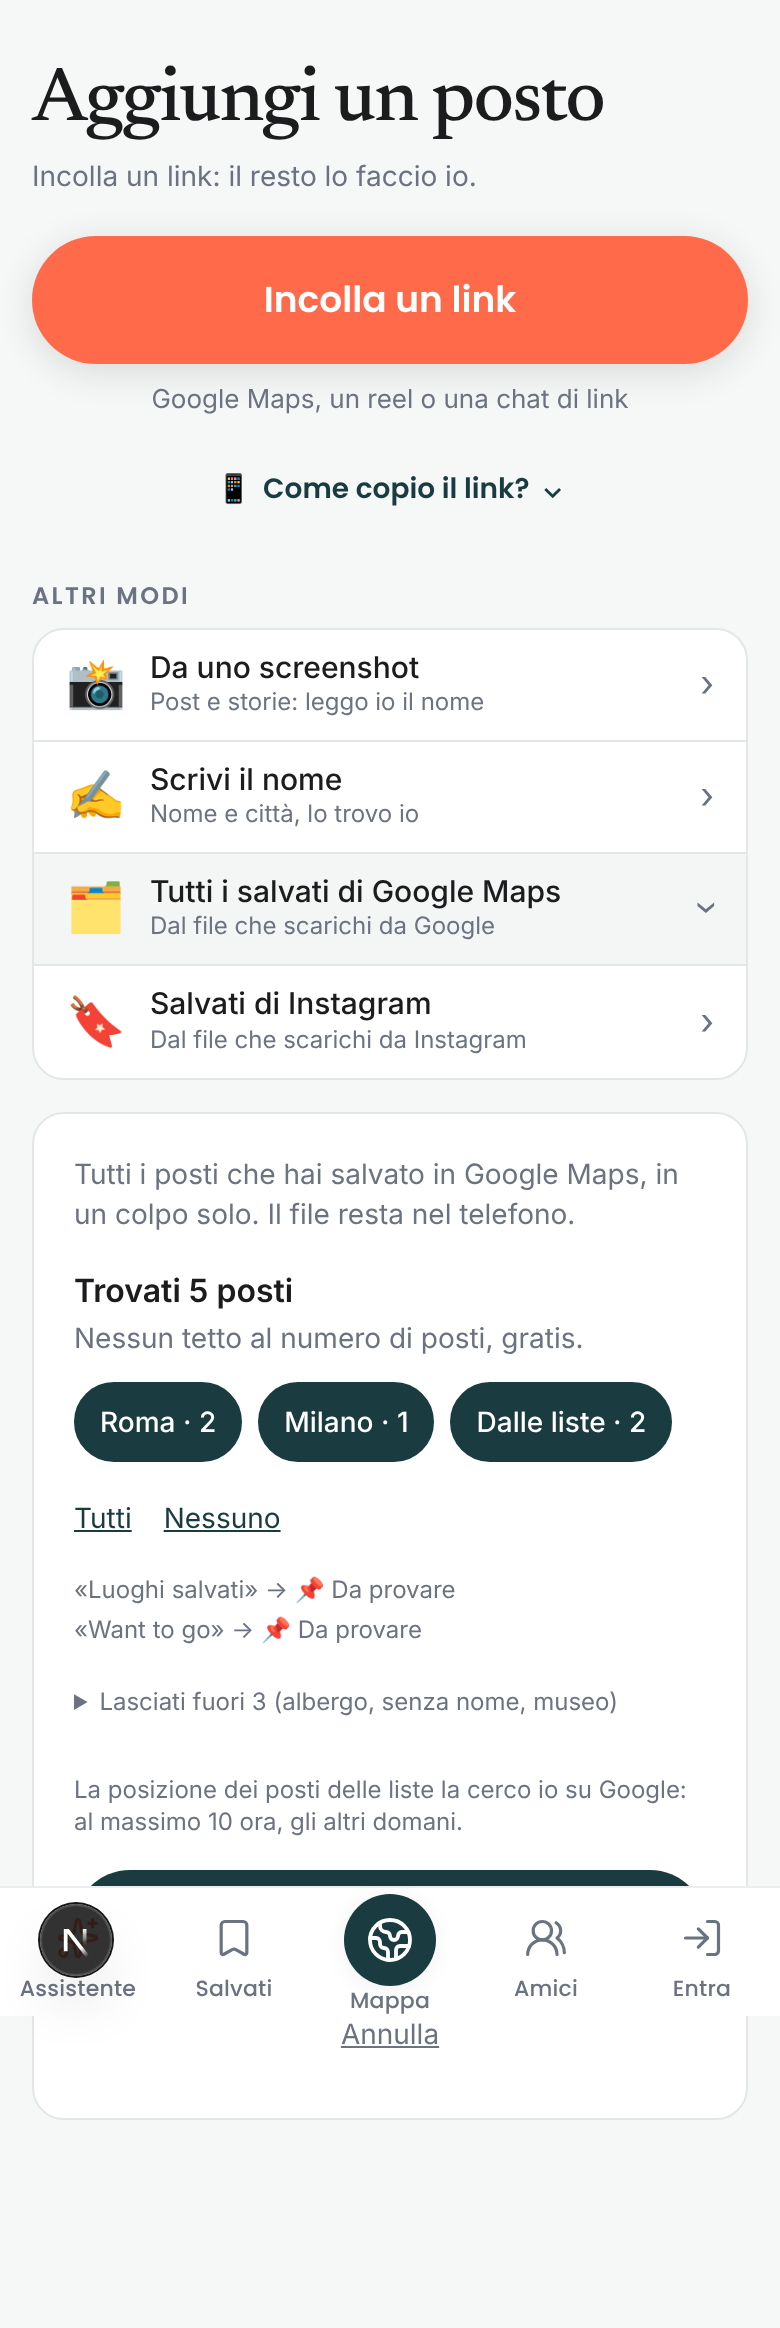 Aggiungi un posto
Incolla un link: il resto lo faccio io.
Incolla un link
Google Maps, un reel o una chat di link
Come copio il link?
ALTRI MODI
Da uno screenshot
Post e storie: leggo io il nome
Scrivi il nome
Nome e città, lo trovo io
Tutti i salvati di Google Maps
Dal file che scarichi da Google
Salvati di Instagram
Dal file che scarichi da Instagram
Tutti i posti che hai salvato in Google Maps, in
un colpo solo. Il file resta nel telefono.
Trovati 5 posti
Nessun tetto al numero di posti, gratis.
Roma · 2 Milano · 1 Dalle liste · 2
Tutti Nessuno
«Luoghi salvati» → 📌 Da provare
«Want to go» → 📌 Da provare
▶ Lasciati fuori 3 (albergo, senza nome, museo)
La posizione dei posti delle liste la cerco io su Google:
al massimo 10 ora, gli altri domani.
N
Assistente Salvati Mappa Amici Entra
Annulla